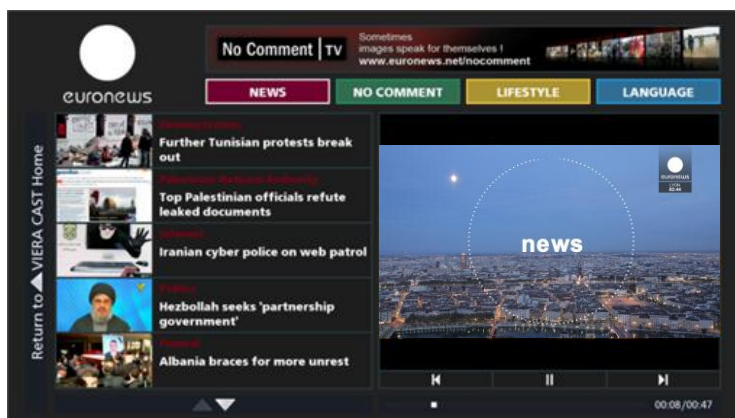 No Comment | TV
Sometimes
images speak for themselves !
www.euronews.net/nocomment
euronews
NEWS
NO COMMENT
LIFESTYLE
LANGUAGE
Return to VIERA CAST Home
Further Tunisian protests break
out
Top Palestinian officials refute
leaked documents
Iranian cyber police on web patrol
Politics
Hezbollah seeks 'partnership
government'
Albania braces for more unrest
euronews
LYON
news
00:08/00:47